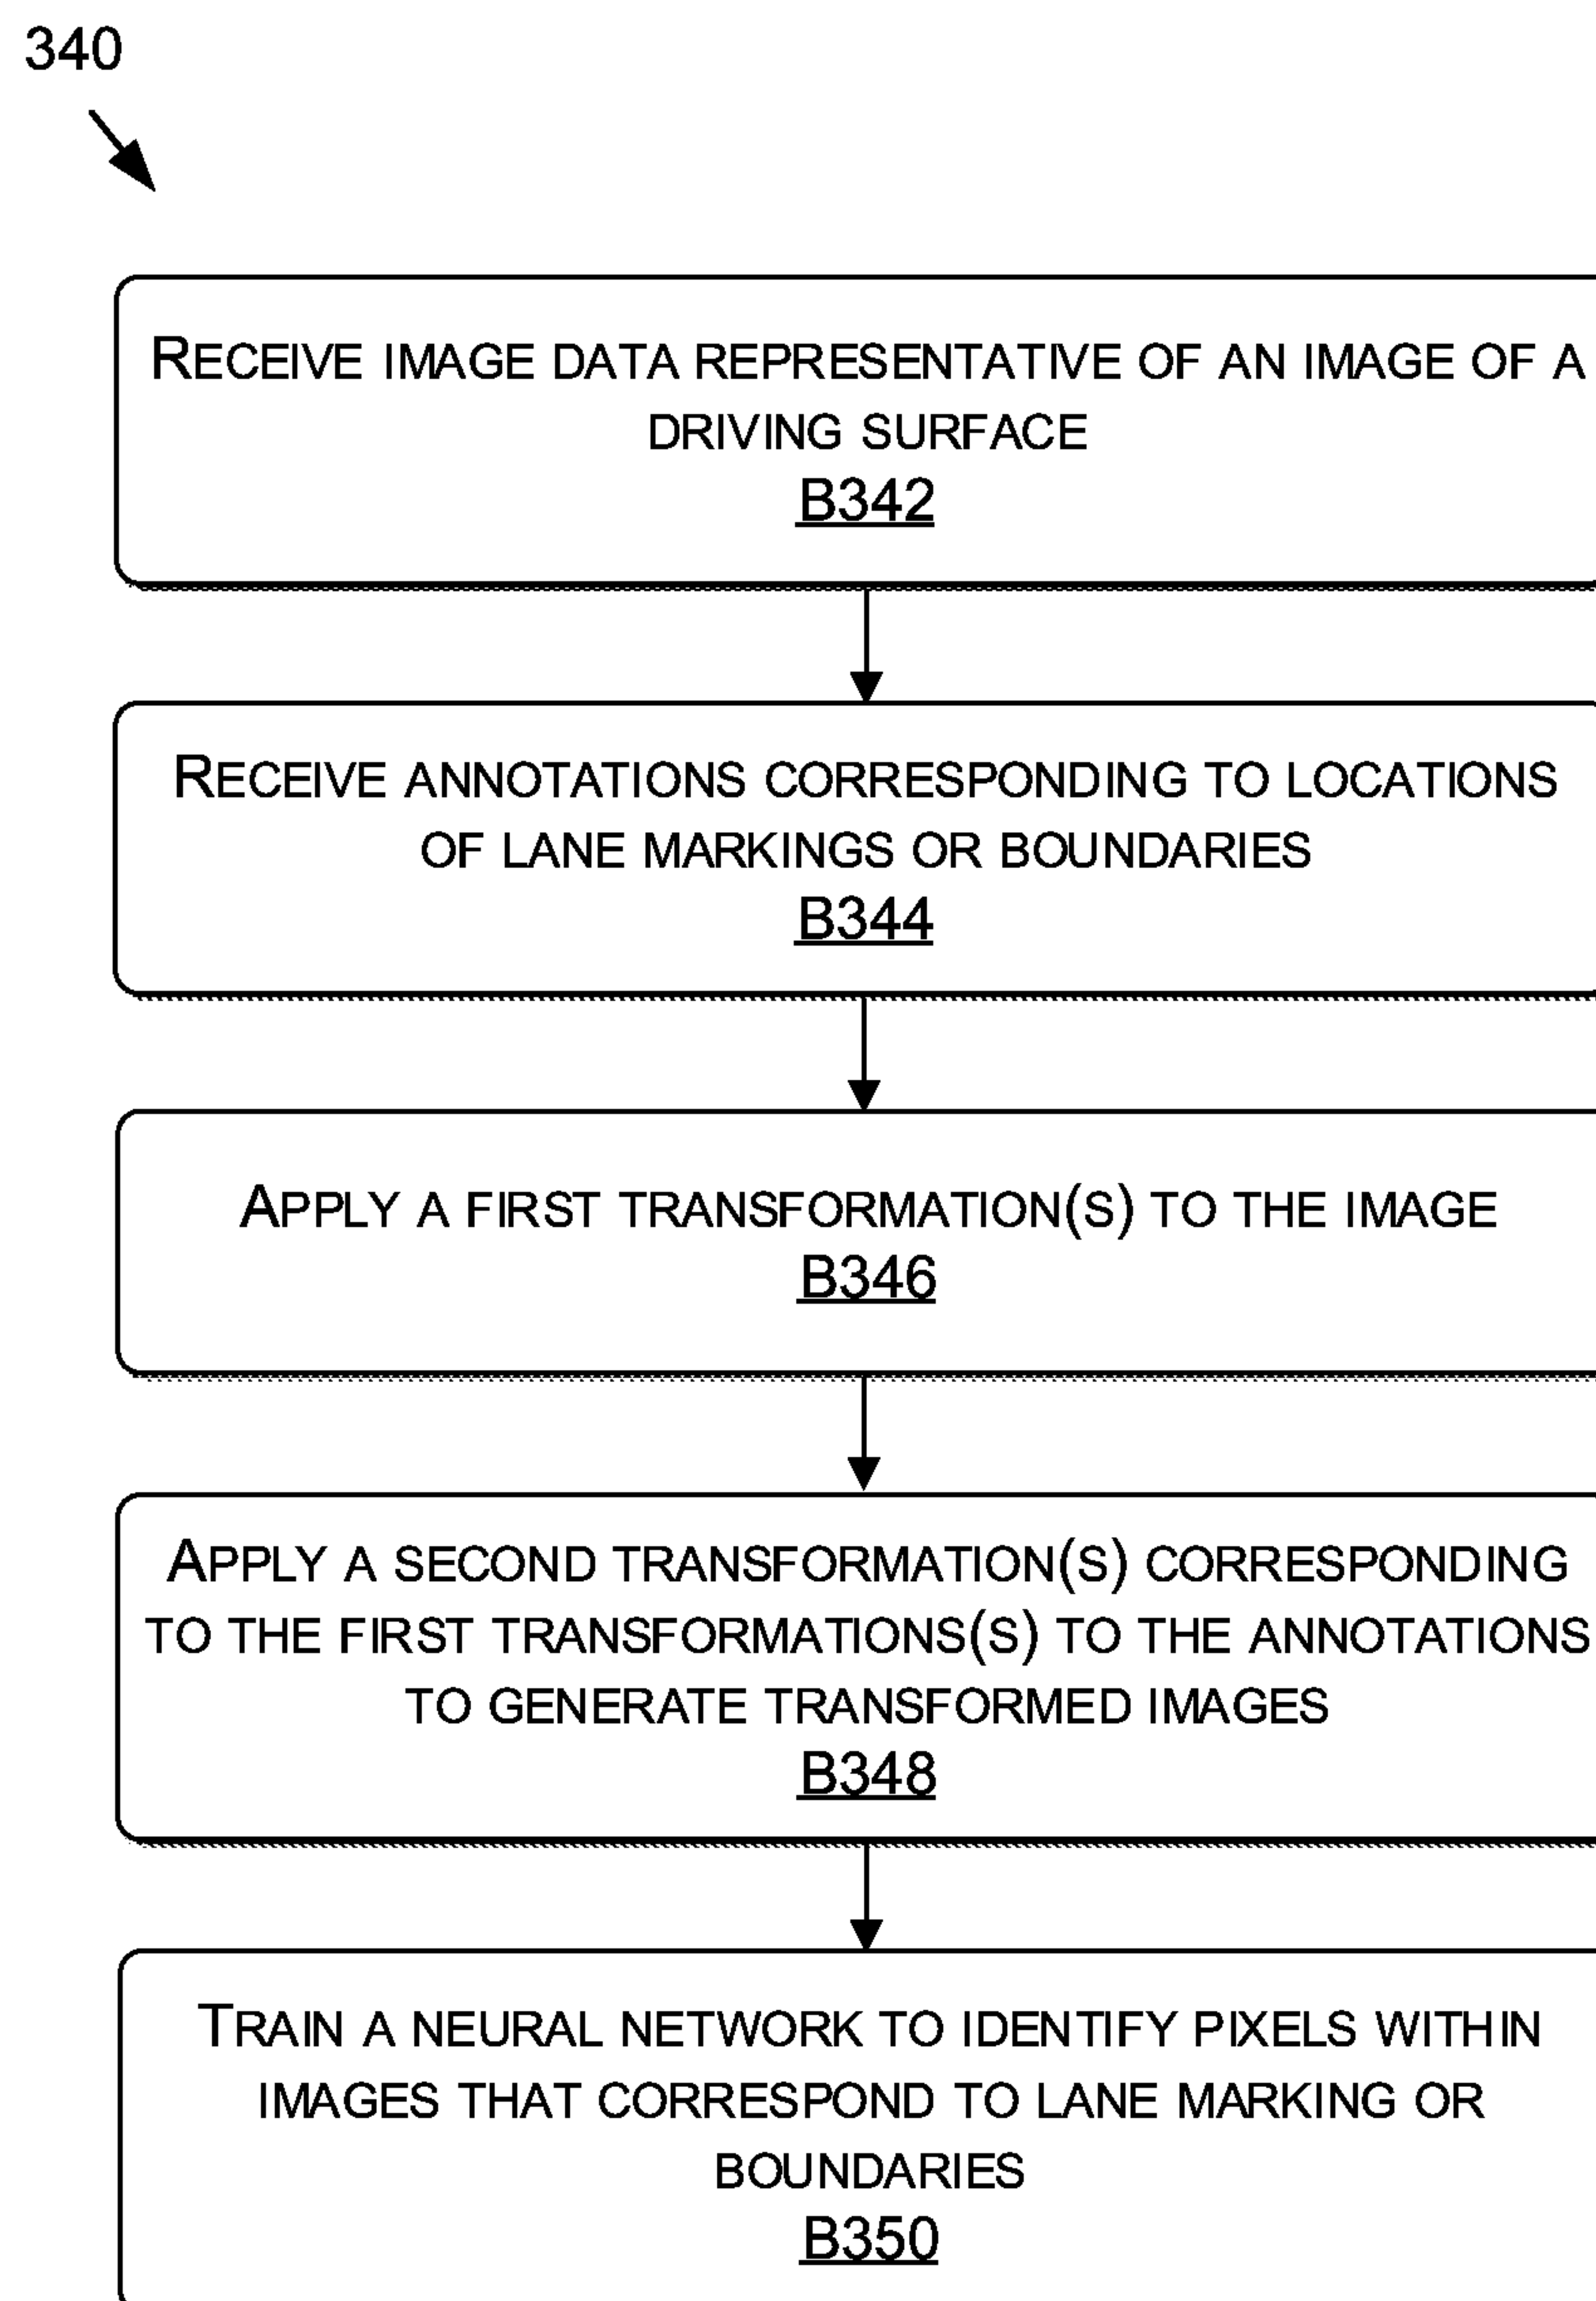 340
RECEIVE IMAGE DATA REPRESENTATIVE OF AN IMAGE OF A
DRIVING SURFACE
B342
RECEIVE ANNOTATIONS CORRESPONDING TO LOCATIONS
OF LANE MARKINGS OR BOUNDARIES
B344
APPLY A FIRST TRANSFORMATION(S) TO THE IMAGE
B346
APPLY A SECOND TRANSFORMATION(S) CORRESPONDING
TO THE FIRST TRANSFORMATIONS(S) TO THE ANNOTATIONS
TO GENERATE TRANSFORMED IMAGES
B348
TRAIN A NEURAL NETWORK TO IDENTIFY PIXELS WITHIN
IMAGES THAT CORRESPOND TO LANE MARKING OR
BOUNDARIES
B350